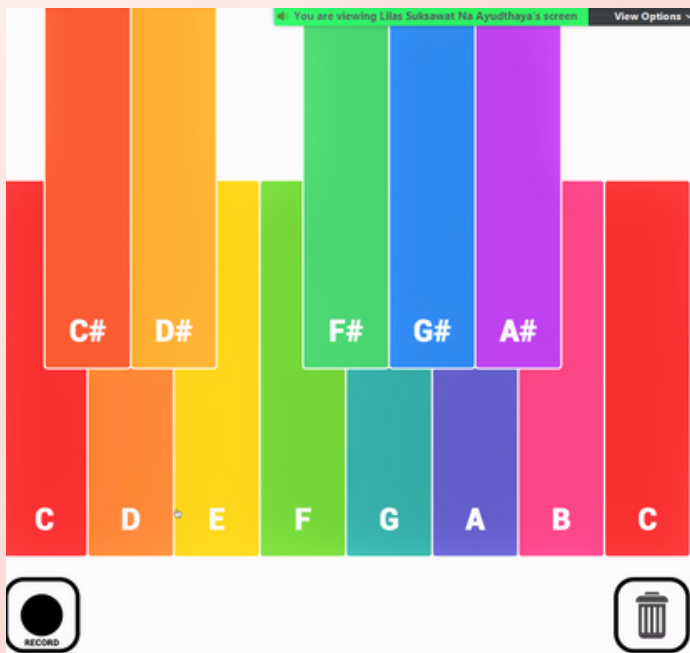 You are viewing Lilas Suksawat Na Ayudthaya's screen View Options
C# D# F# G# A#
C D E F G A B C
RECORD